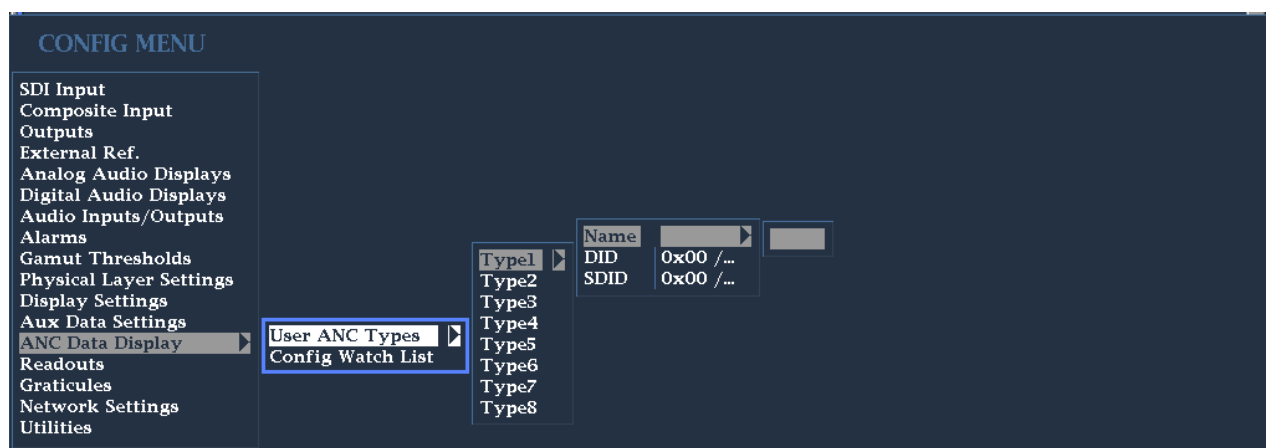 CONFIG MENU
SDI Input
Composite Input
Outputs
External Ref.
Analog Audio Displays
Digital Audio Displays
Audio Inputs/Outputs
Alarms
Gamut Thresholds
Physical Layer Settings
Display Settings
Aux Data Settings
ANC Data Display
Readouts
Graticules
Network Settings
Utilities
User ANC Types
Config Watch List
Type1
Type2
Type3
Type4
Type5
Type6
Type7
Type8
Name
DID 0x00 /...
SDID 0x00 /...